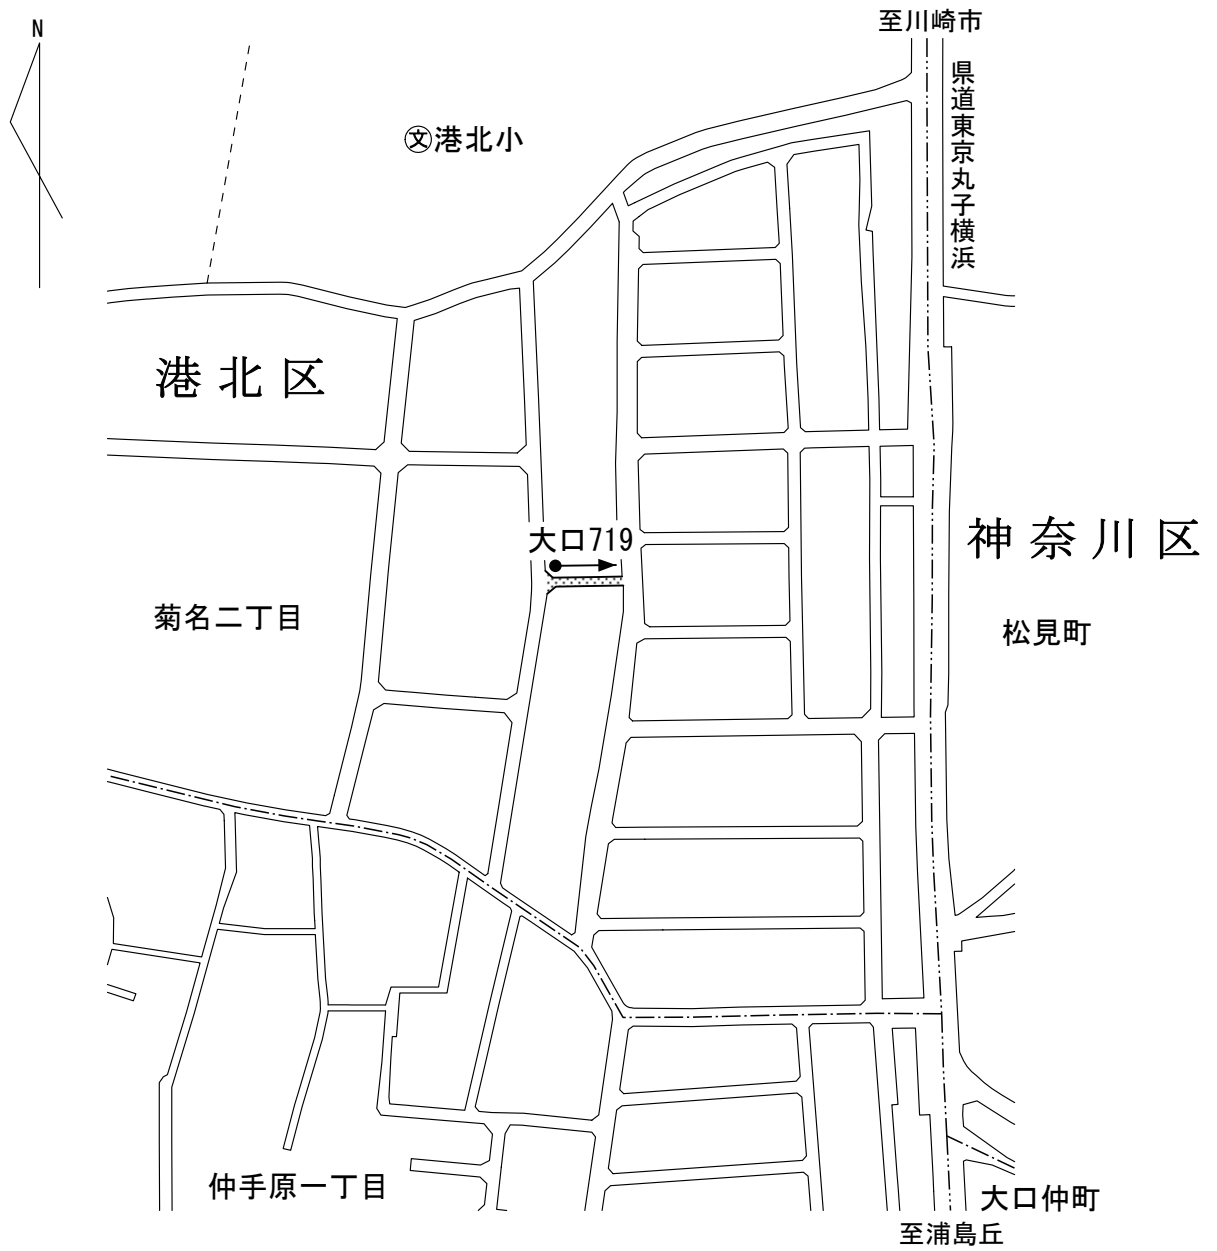 N
至川崎市
県道東京丸子横浜
文港北小
港北区
大口719
神奈川区
菊名二丁目
松見町
仲手原一丁目
大口仲町
至浦島丘